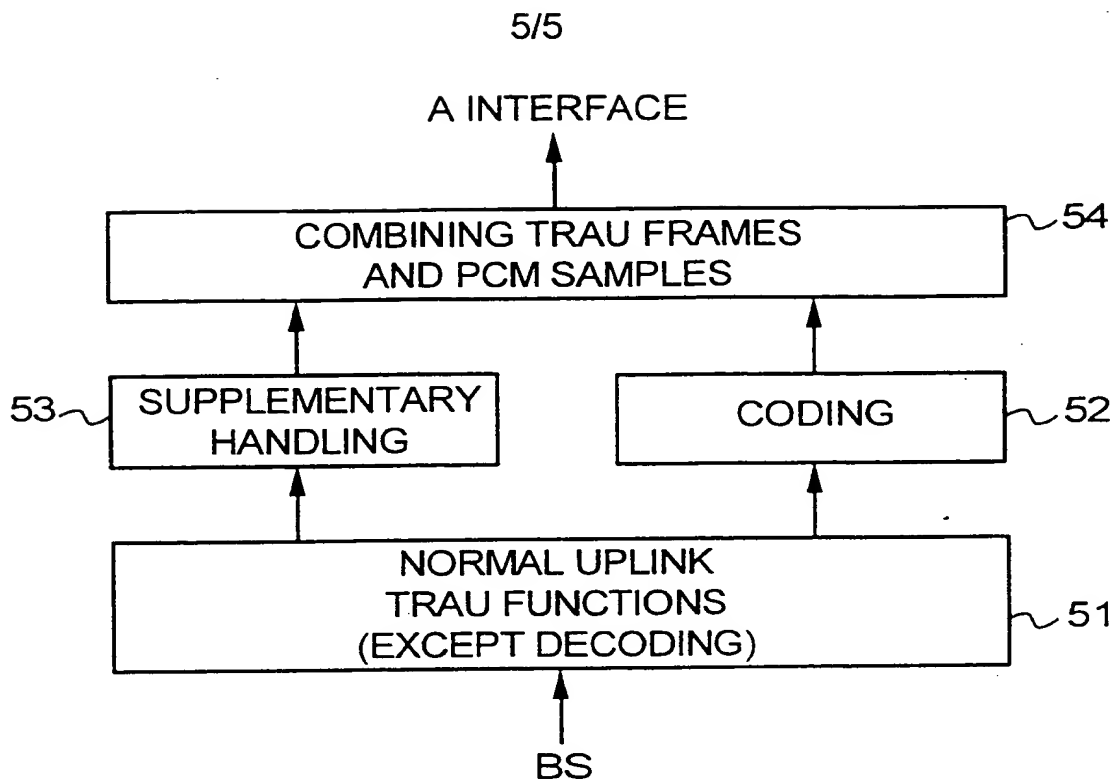 5/5
A INTERFACE
COMBINING TRAU FRAMES
AND PCM SAMPLES
54
53
SUPPLEMENTARY
HANDLING
CODING
52
NORMAL UPLINK
TRAU FUNCTIONS
(EXCEPT DECODING)
51
BS